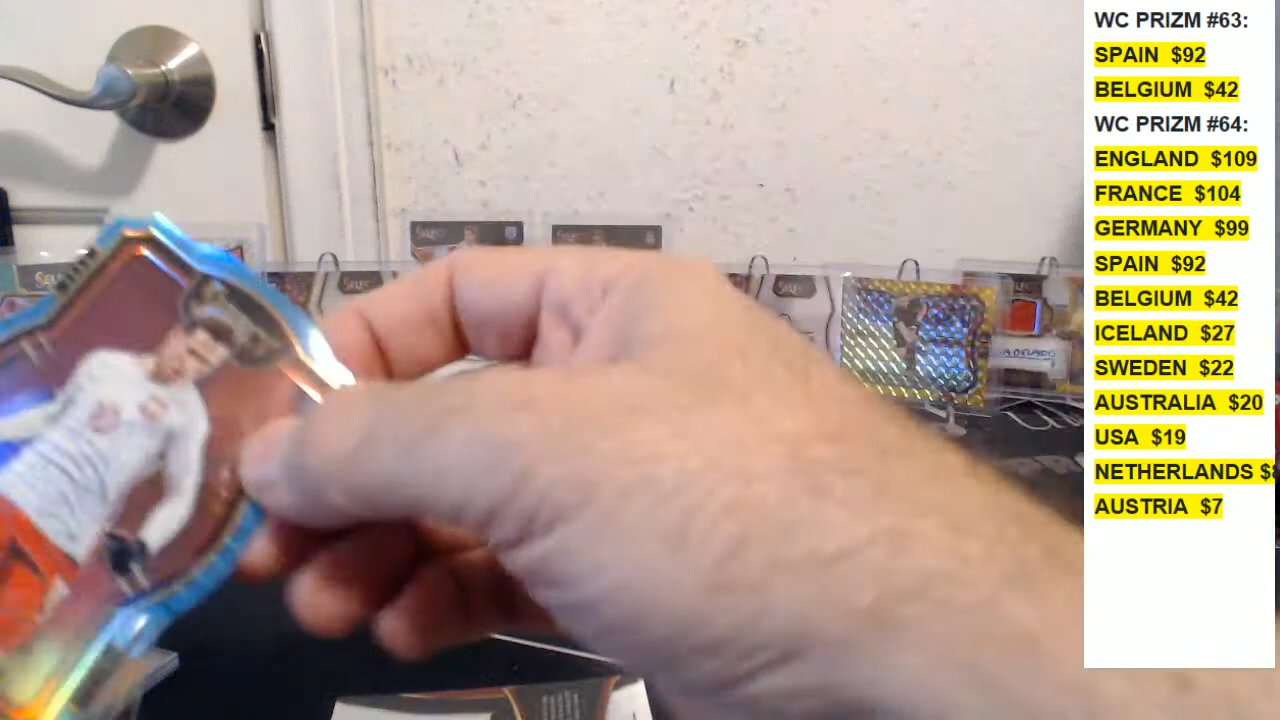 WC PRIZM #63:
SPAIN $92
BELGIUM $42
WC PRIZM #64:
ENGLAND $109
FRANCE $104
GERMANY $99
SPAIN $92
BELGIUM $42
ICELAND $27
SWEDEN $22
AUSTRALIA $20
USA $19
NETHERLANDS
AUSTRIA $7